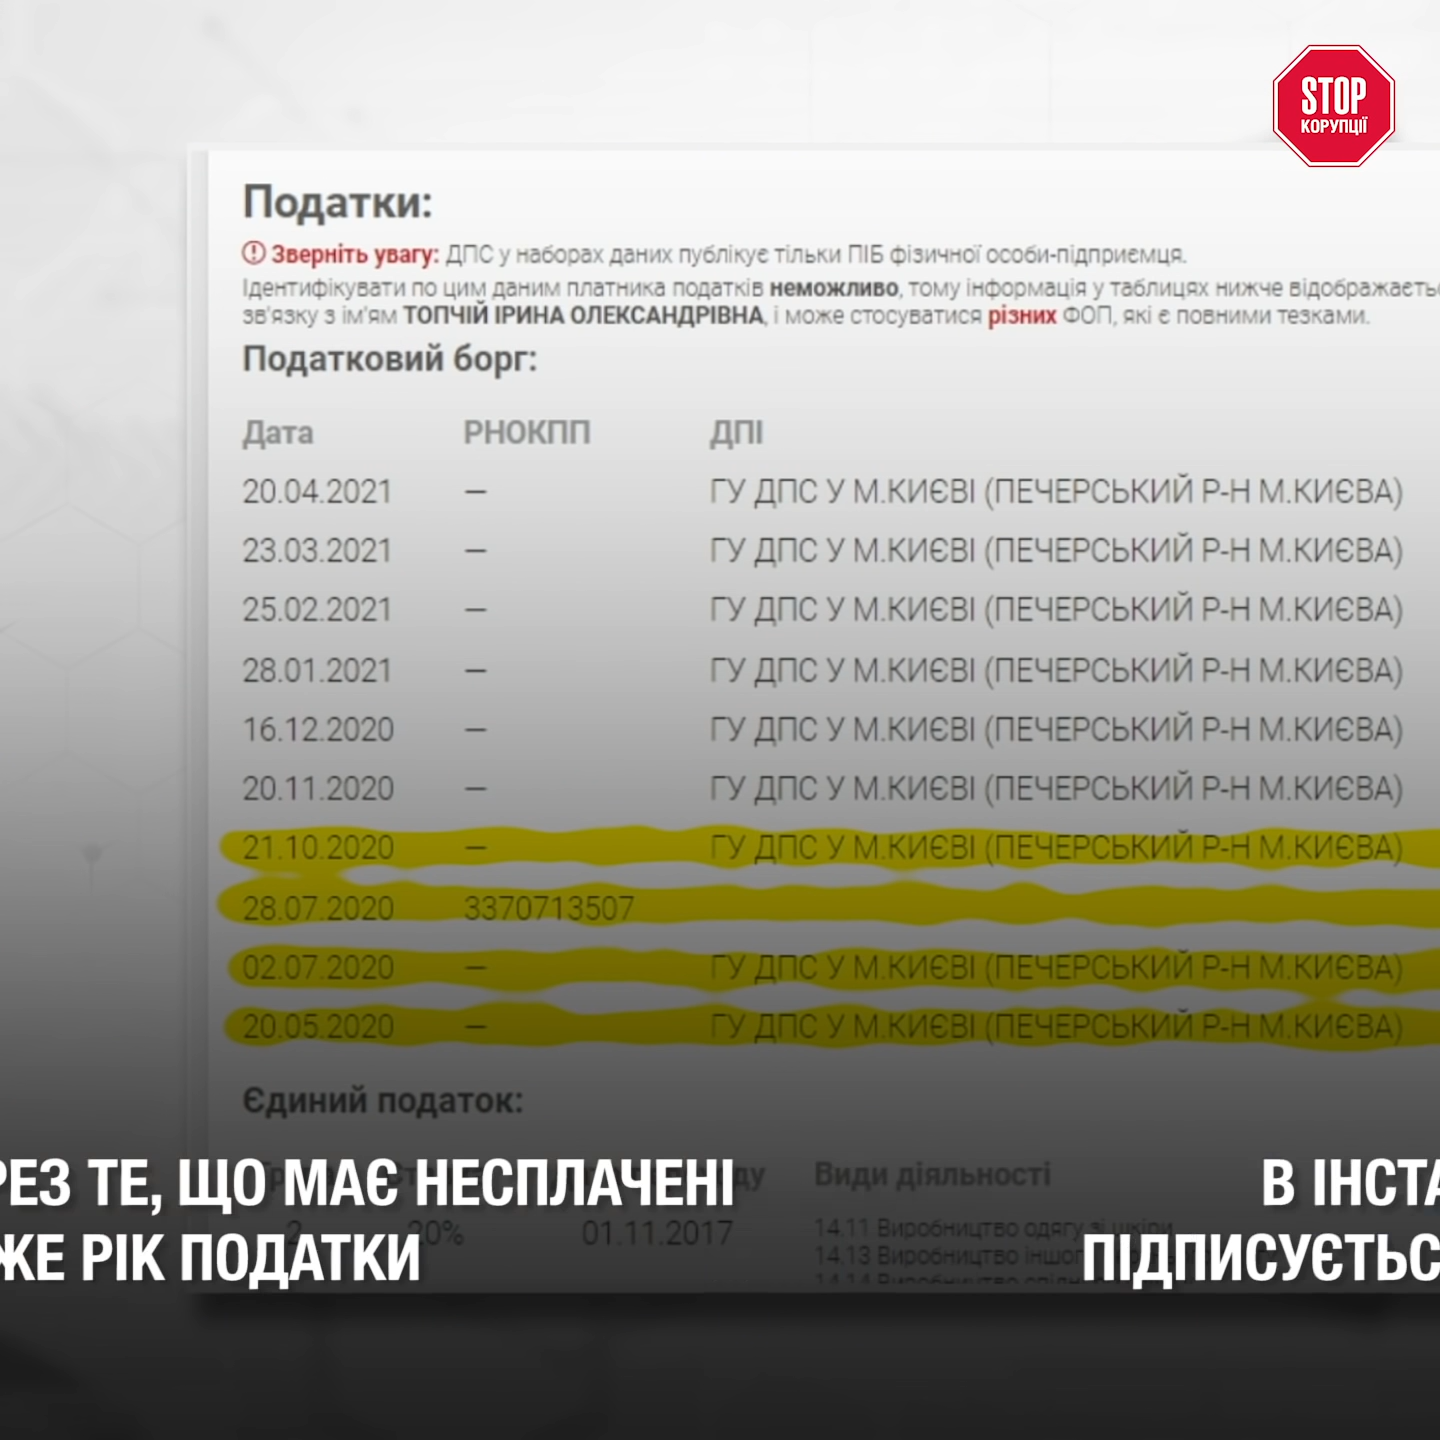 STOP
КОРУПЦІЇ
Податки:
Зверніть увагу: ДПС у наборах даних публікує тільки ПІБ фізичної особи-підприємця.
Ідентифікувати по цим даним платника податків неможливо, тому інформація у таблицях нижче відображаєть
зв'язку з ім'ям ТОПЧІЙ ІРИНА ОЛЕКСАНДРІВНА, і може стосуватися різних ФОП, які є повними тезками.
Податковий борг:
Дата РНОКПП ДПІ
20.04.2021 — ГУ ДПС У М.КИЄВІ (ПЕЧЕРСЬКИЙ Р-Н М.КИЄВА)
23.03.2021 — ГУ ДПС У М.КИЄВІ (ПЕЧЕРСЬКИЙ Р-Н М.КИЄВА)
25.02.2021 — ГУ ДПС У М.КИЄВІ (ПЕЧЕРСЬКИЙ Р-Н М.КИЄВА)
28.01.2021 — ГУ ДПС У М.КИЄВІ (ПЕЧЕРСЬКИЙ Р-Н М.КИЄВА)
16.12.2020 — ГУ ДПС У М.КИЄВІ (ПЕЧЕРСЬКИЙ Р-Н М.КИЄВА)
20.11.2020 — ГУ ДПС У М.КИЄВІ (ПЕЧЕРСЬКИЙ Р-Н М.КИЄВА)
21.10.2020 — ГУ ДПС У М.КИЄВІ (ПЕЧЕРСЬКИЙ Р-Н М.КИЄВА)
28.07.2020 3370713507
02.07.2020 — ГУ ДПС У М.КИЄВІ (ПЕЧЕРСЬКИЙ Р-Н М.КИЄВА)
20.05.2020 — ГУ ДПС У М.КИЄВІ (ПЕЧЕРСЬКИЙ Р-Н М.КИЄВА)
Єдиний податок:
Види діяльності
2 20% 01.11.2017
14.11 Виробництво одягу зі шкіри
14.13 Виробництво іншог
РЕЗ ТЕ, ЩО МАЄ НЕСПЛАЧЕНІ
ЖЕ РІК ПОДАТКИ
В ІНСТА
ПІДПИСУЄТЬС